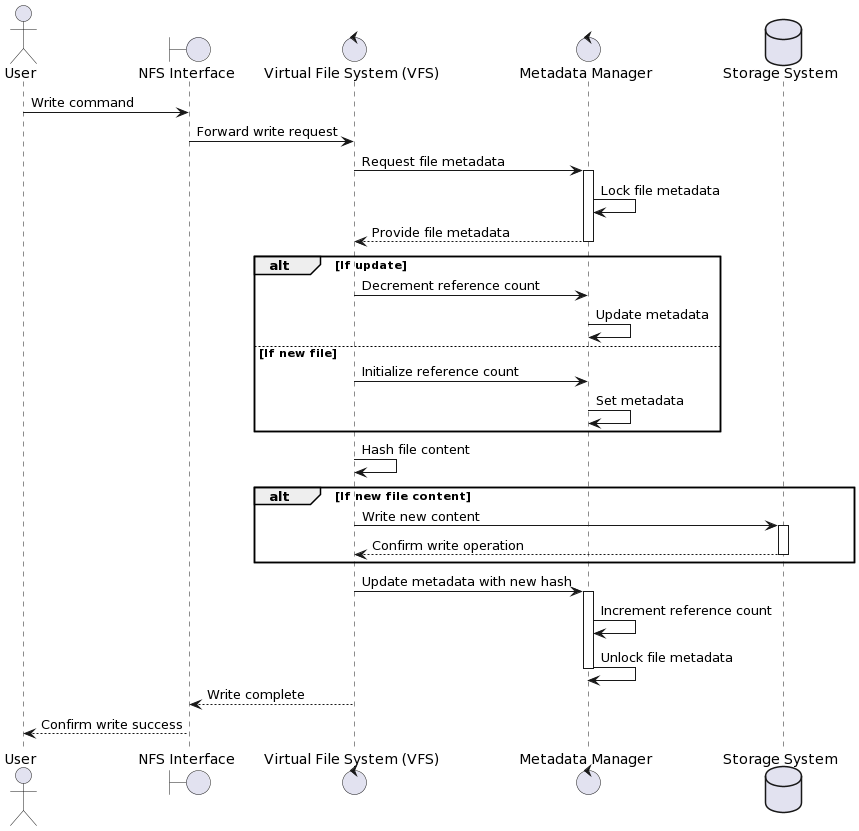 User
NFS Interface
Virtual File System (VFS)
Metadata Manager
Storage System
Write command
Forward write request
Request file metadata
Lock file metadata
Provide file metadata
alt [If update]
Decrement reference count
Update metadata
[If new file]
Initialize reference count
Set metadata
Hash file content
alt [If new file content]
Write new content
Confirm write operation
Update metadata with new hash
Increment reference count
Unlock file metadata
Write complete
Confirm write success
User
NFS Interface
Virtual File System (VFS)
Metadata Manager
Storage System